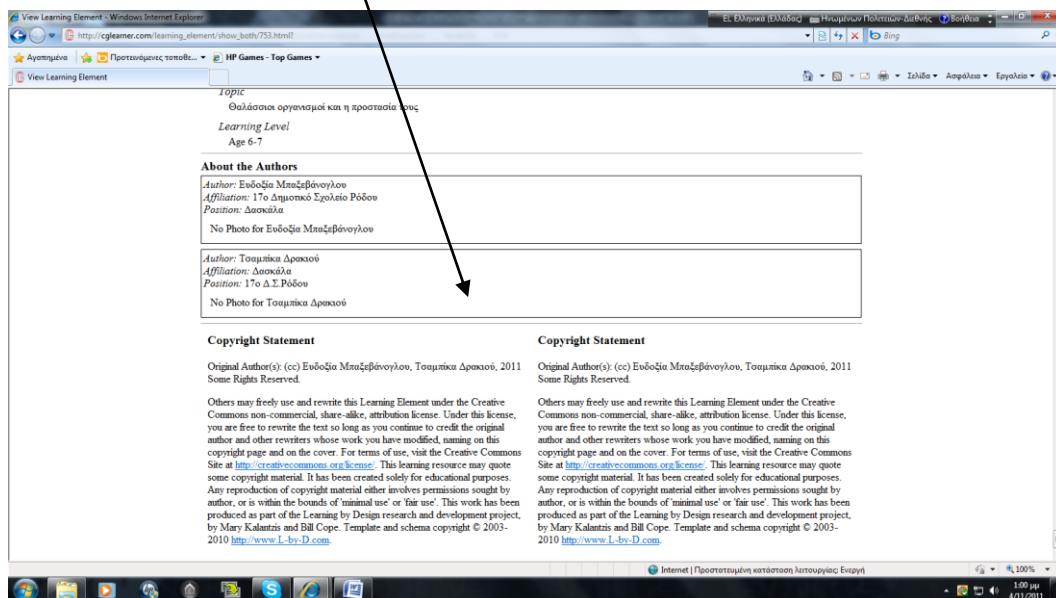 View Learning Element - Windows Internet Explorer
EL Ελληνικά (Ελλάδας) Ηνωμένων Πολιτειών-Διεθνής Βοήθεια
http://cglearner.com/learning_element/show_both/753.html?
Bing
Αγαπημένα Προτεινόμενες τοποθε... HP Games - Top Games
View Learning Element
Σελίδα Ασφάλεια Εργαλεία
Topic
Θαλάσσιοι οργανισμοί και η προστασία τους
Learning Level
Age 6-7
About the Authors
Author: Ευδοξία Μπαξεβάνογλου
Affiliation: 17ο Δημοτικό Σχολείο Ρόδου
Position: Δασκάλα
No Photo for Ευδοξία Μπαξεβάνογλου
Author: Τσαμπίκα Δρακιού
Affiliation: Δασκάλα
Position: 17ο Δ.Σ.Ρόδου
No Photo for Τσαμπίκα Δρακιού
Copyright Statement
Original Author(s): (cc) Ευδοξία Μπαξεβάνογλου, Τσαμπίκα Δρακιού, 2011
Some Rights Reserved.
Others may freely use and rewrite this Learning Element under the Creative
Commons non-commercial, share-alike, attribution license. Under this license,
you are free to rewrite the text so long as you continue to credit the original
author and other rewriters whose work you have modified, naming on this
copyright page and on the cover. For terms of use, visit the Creative Commons
Site at http://creativecommons.org/license/. This learning resource may quote
some copyright material. It has been created solely for educational purposes.
Any reproduction of copyright material either involves permissions sought by
author, or is within the bounds of 'minimal use' or 'fair use'. This work has been
produced as part of the Learning by Design research and development project,
by Mary Kalantzis and Bill Cope. Template and schema copyright © 2003-
2010 http://www.L-by-D.com.
Copyright Statement
Original Author(s): (cc) Ευδοξία Μπαξεβάνογλου, Τσαμπίκα Δρακιού, 2011
Some Rights Reserved.
Others may freely use and rewrite this Learning Element under the Creative
Commons non-commercial, share-alike, attribution license. Under this license,
you are free to rewrite the text so long as you continue to credit the original
author and other rewriters whose work you have modified, naming on this
copyright page and on the cover. For terms of use, visit the Creative Commons
Site at http://creativecommons.org/license/. This learning resource may quote
some copyright material. It has been created solely for educational purposes.
Any reproduction of copyright material either involves permissions sought by
author, or is within the bounds of 'minimal use' or 'fair use'. This work has been
produced as part of the Learning by Design research and development project,
by Mary Kalantzis and Bill Cope. Template and schema copyright © 2003-
2010 http://www.L-by-D.com.
Internet | Προστατευμένη κατάσταση λειτουργίας: Ενεργή
100%
1:00 μμ
4/11/2011